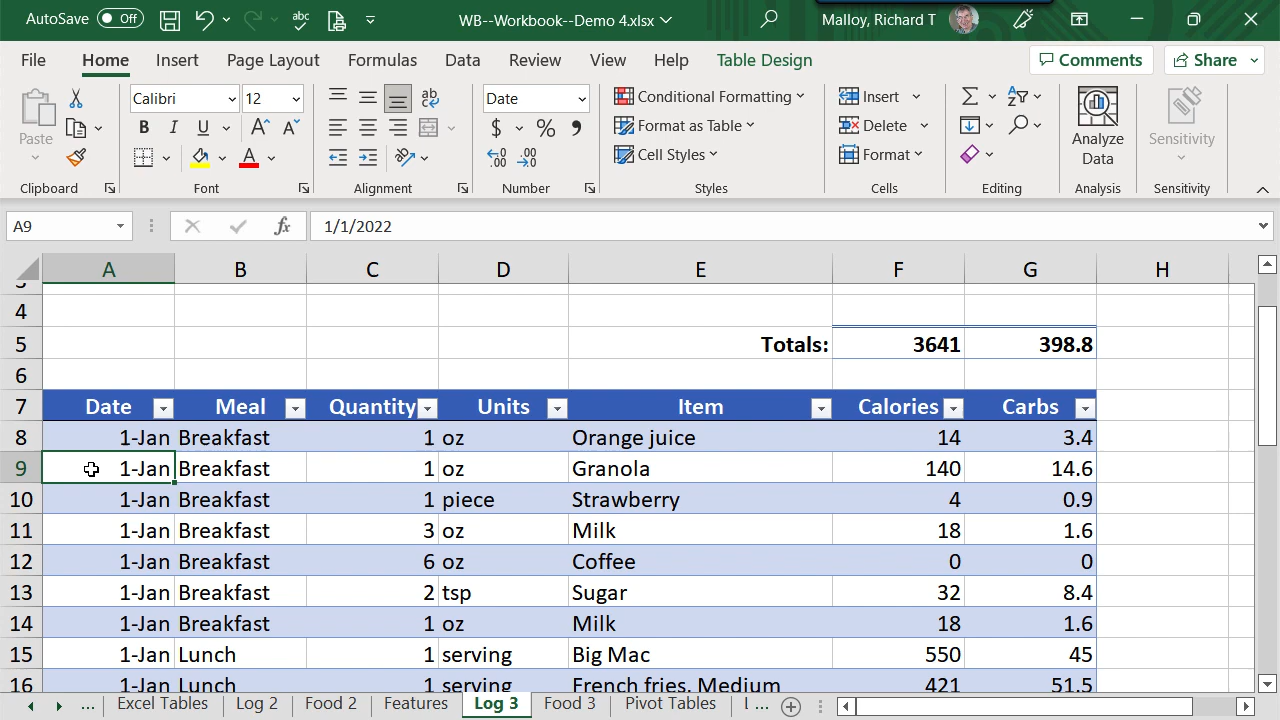 AutoSave Off abc WB--Workbook--Demo 4.xlsx Malloy, Richard T
File Home Insert Page Layout Formulas Data Review View Help Table Design Comments Share
Paste Calibri 12 ab Date Conditional Formatting Insert Analyze Data Sensitivity
B I U A A $ % Format as Table Delete
A Cell Styles Format
Clipboard Font Alignment Number Styles Cells Editing Analysis Sensitivity
A9 fx 1/1/2022
A B C D E F G H
4
5 Totals: 3641 398.8
6
7 Date Meal Quantity Units Item Calories Carbs
8 1-Jan Breakfast 1 oz Orange juice 14 3.4
9 1-Jan Breakfast 1 oz Granola 140 14.6
10 1-Jan Breakfast 1 piece Strawberry 4 0.9
11 1-Jan Breakfast 3 oz Milk 18 1.6
12 1-Jan Breakfast 6 oz Coffee 0 0
13 1-Jan Breakfast 2 tsp Sugar 32 8.4
14 1-Jan Breakfast 1 oz Milk 18 1.6
15 1-Jan Lunch 1 serving Big Mac 550 45
16 1-Jan Lunch 1 serving French fries, Medium 421 51.5
... Excel Tables Log 2 Food 2 Features Log 3 Food 3 Pivot Tables L ...